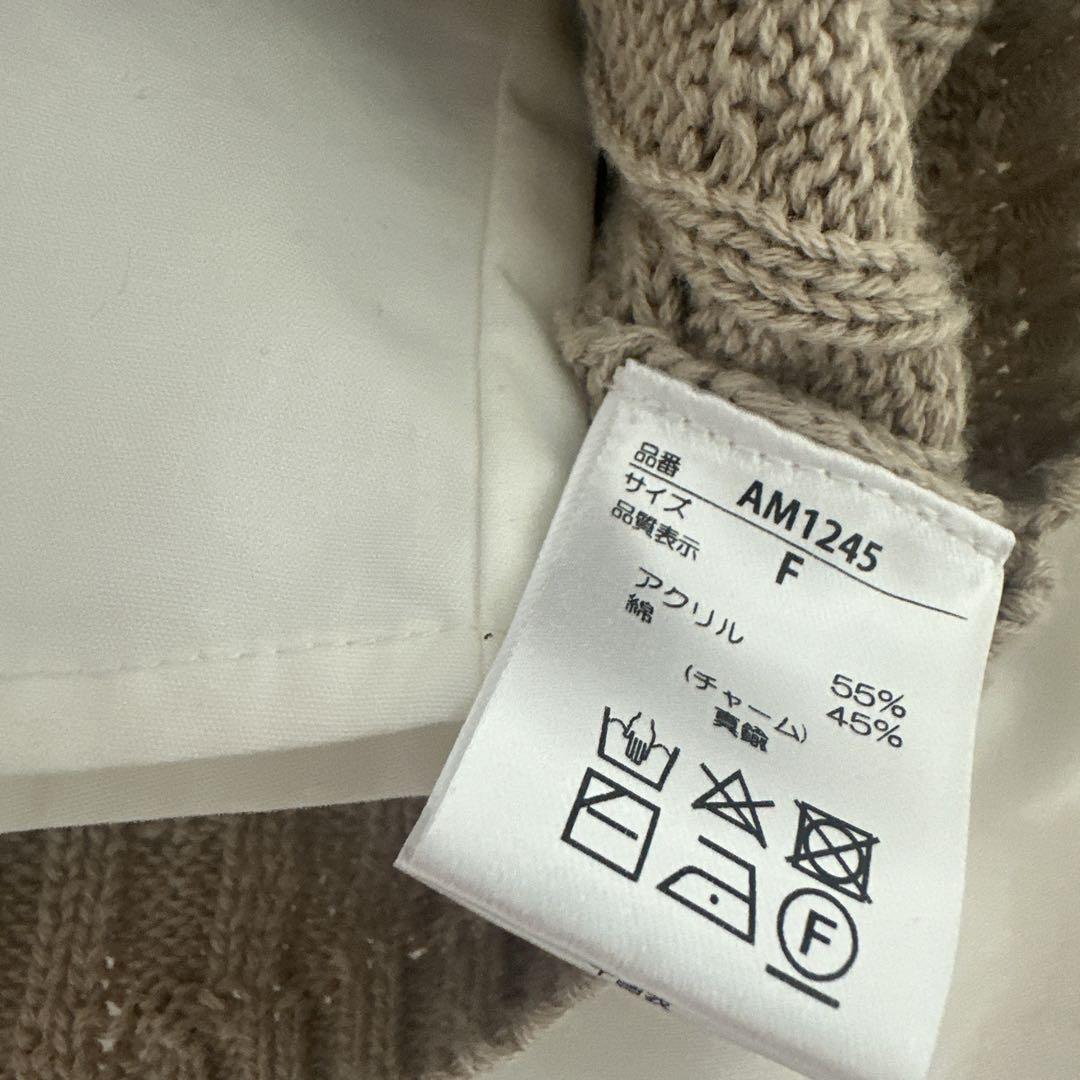 品番 AM1245
サイズ F
品質表示
アクリル 55%
綿 45%
(チャーム)
真鍮
F